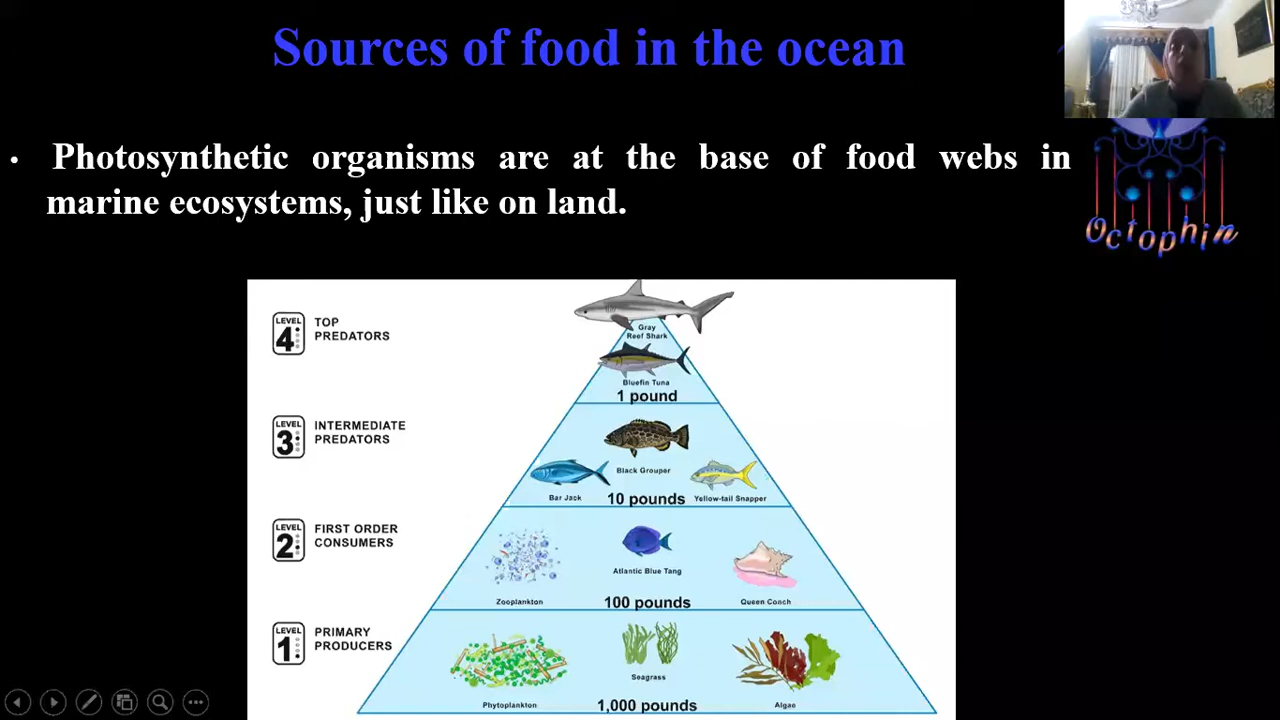 Sources of food in the ocean
• Photosynthetic organisms are at the base of food webs in
marine ecosystems, just like on land.
Octophin
LEVEL
4
TOP
PREDATORS
Gray
Reef Shark
Bluefin Tuna
1 pound
LEVEL
3
INTERMEDIATE
PREDATORS
Black Grouper
Bar Jack
Yellow-tail Snapper
10 pounds
LEVEL
2
FIRST ORDER
CONSUMERS
Atlantic Blue Tang
Zooplankton
Queen Conch
100 pounds
LEVEL
1
PRIMARY
PRODUCERS
Seagrass
Phytoplankton
Algae
1,000 pounds